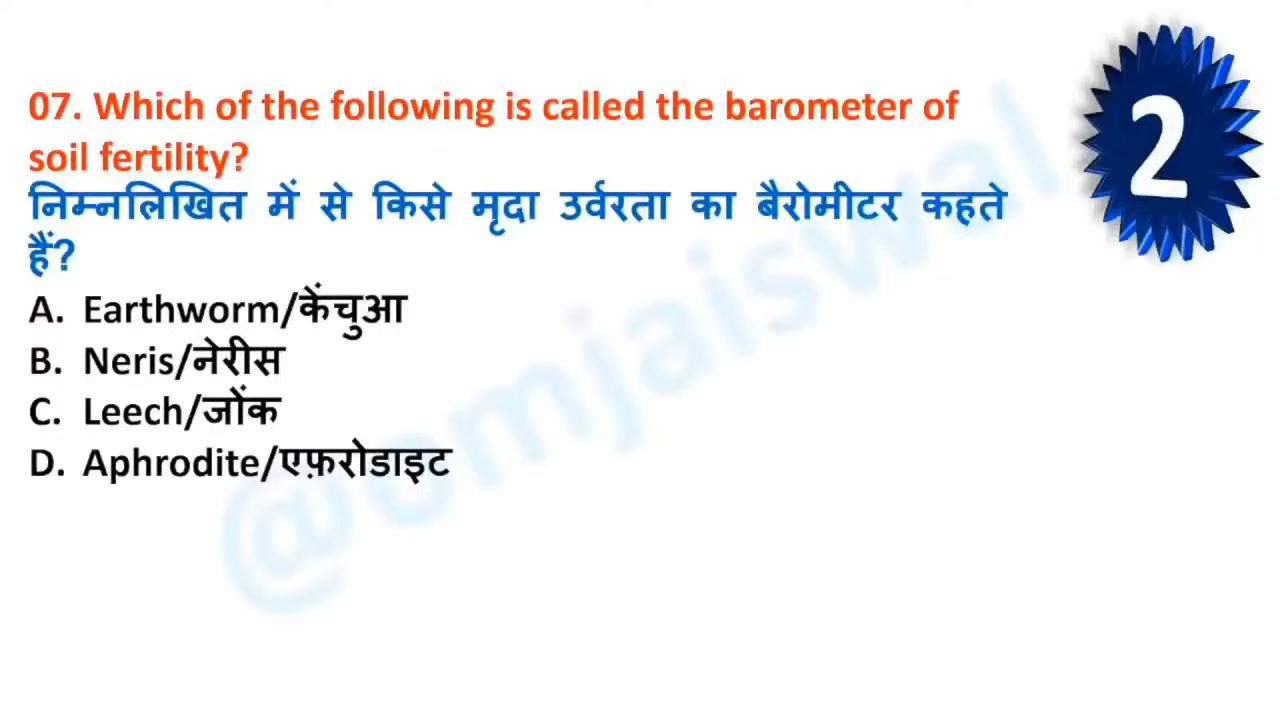 07. Which of the following is called the barometer of
soil fertility?
निम्नलिखित में से किसे मृदा उर्वरता का बैरोमीटर कहते
हैं?
A. Earthworm/केंचुआ
B. Neris/नेरीस
C. Leech/जोंक
D. Aphrodite/एफ़रोडाइट
2
@omjaiswal